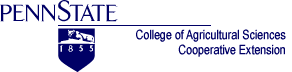 PENNSTATE
1855
College of Agricultural Sciences
Cooperative Extension